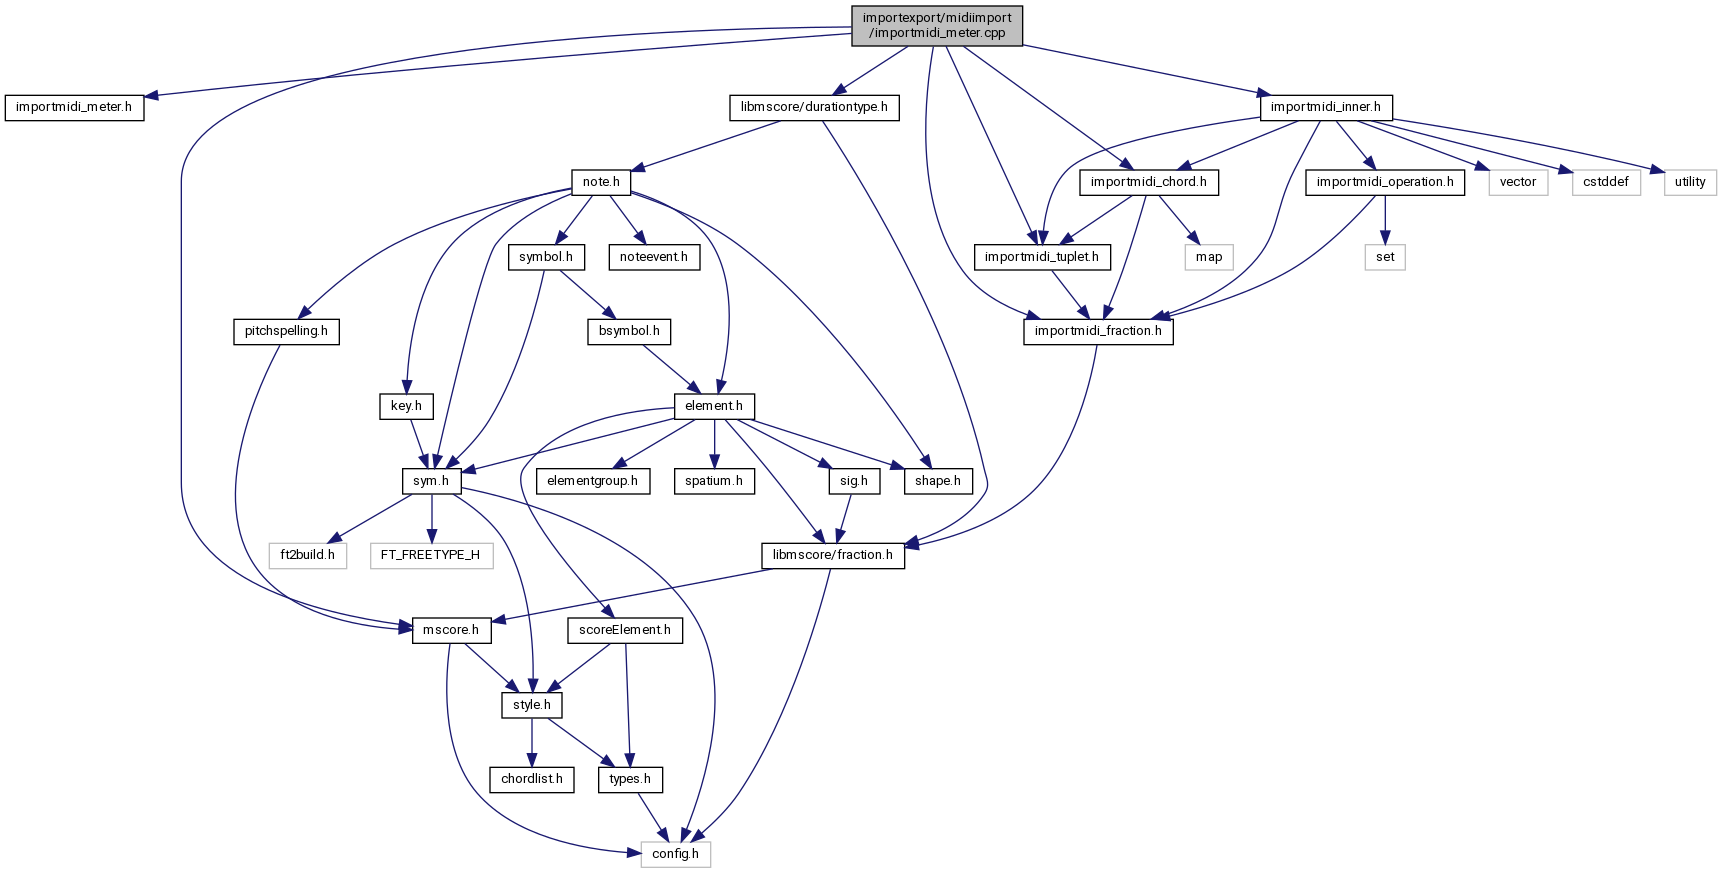 importexport/midiimport
/importmidi_meter.cpp
importmidi_meter.h
libmscore/durationtype.h
importmidi_inner.h
note.h
importmidi_chord.h
importmidi_operation.h
vector
cstddef
utility
symbol.h
noteevent.h
importmidi_tuplet.h
map
set
pitchspelling.h
bsymbol.h
importmidi_fraction.h
key.h
element.h
sym.h
elementgroup.h
spatium.h
sig.h
shape.h
ft2build.h
FT_FREETYPE_H
libmscore/fraction.h
mscore.h
scoreElement.h
style.h
chordlist.h
types.h
config.h